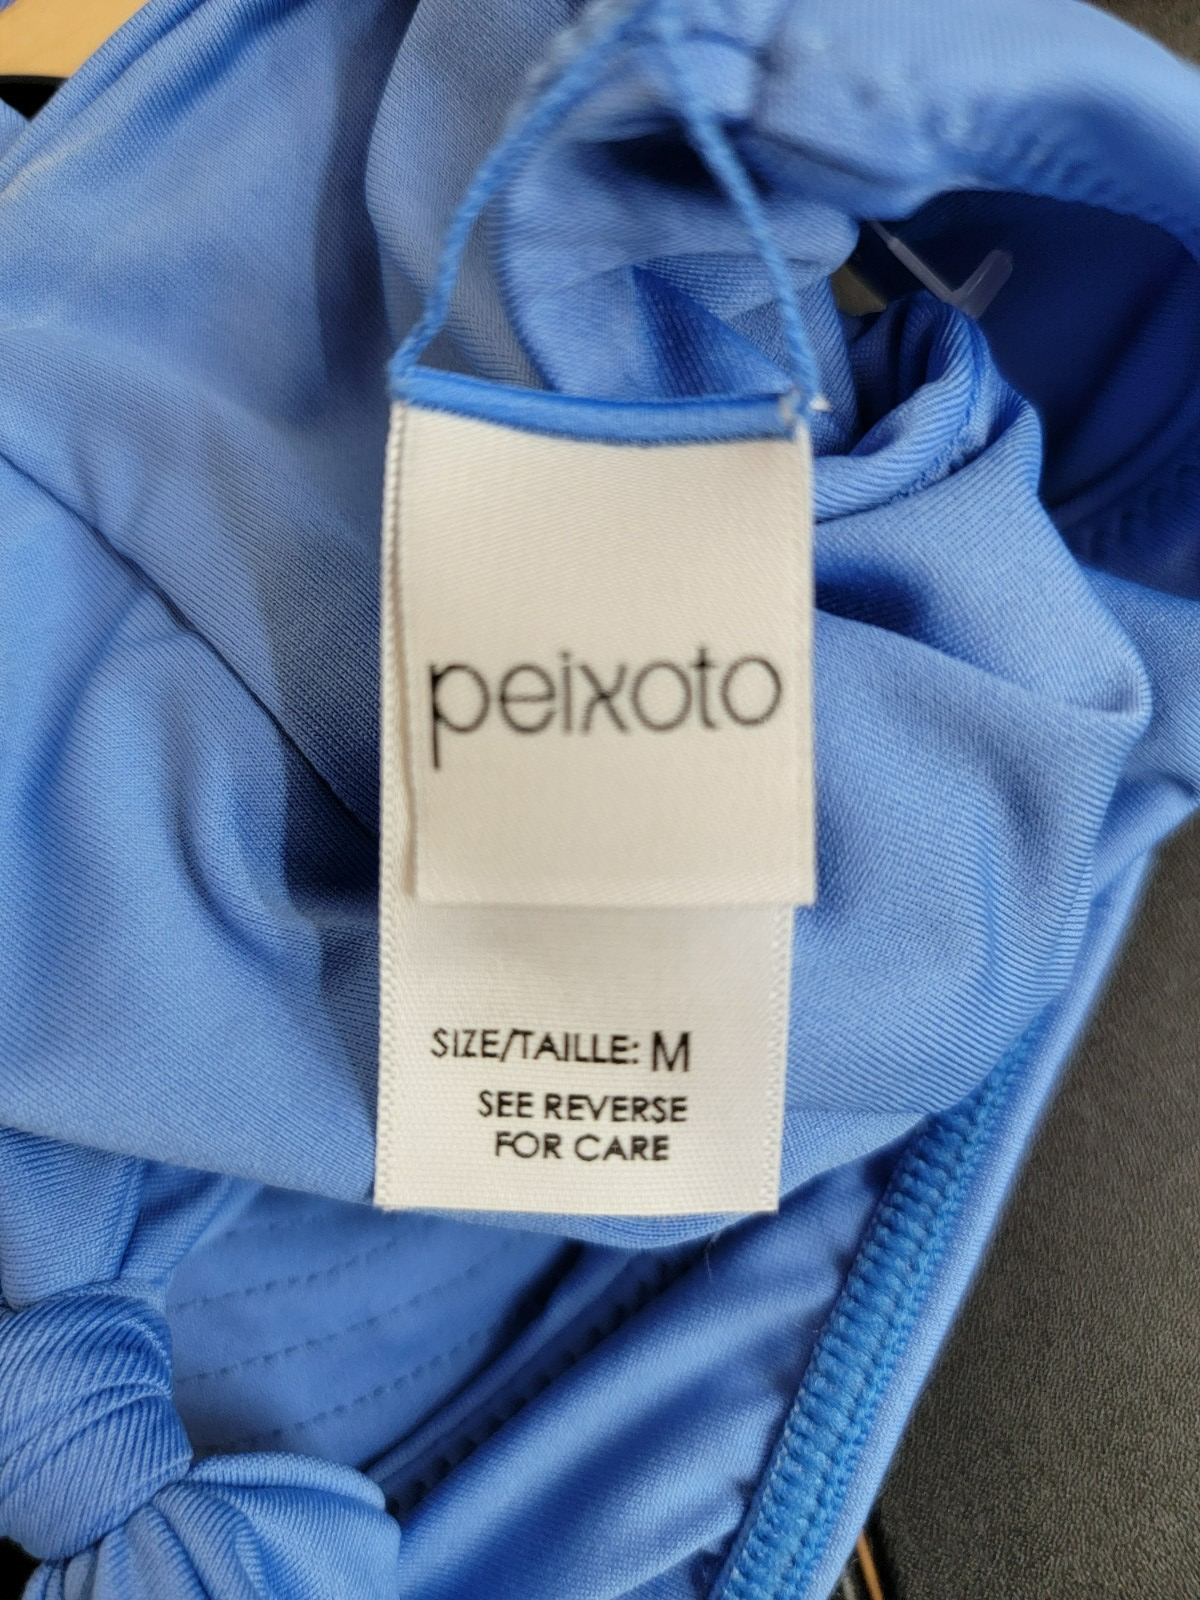 peixoto
SIZE/TAILLE: M
SEE REVERSE
FOR CARE